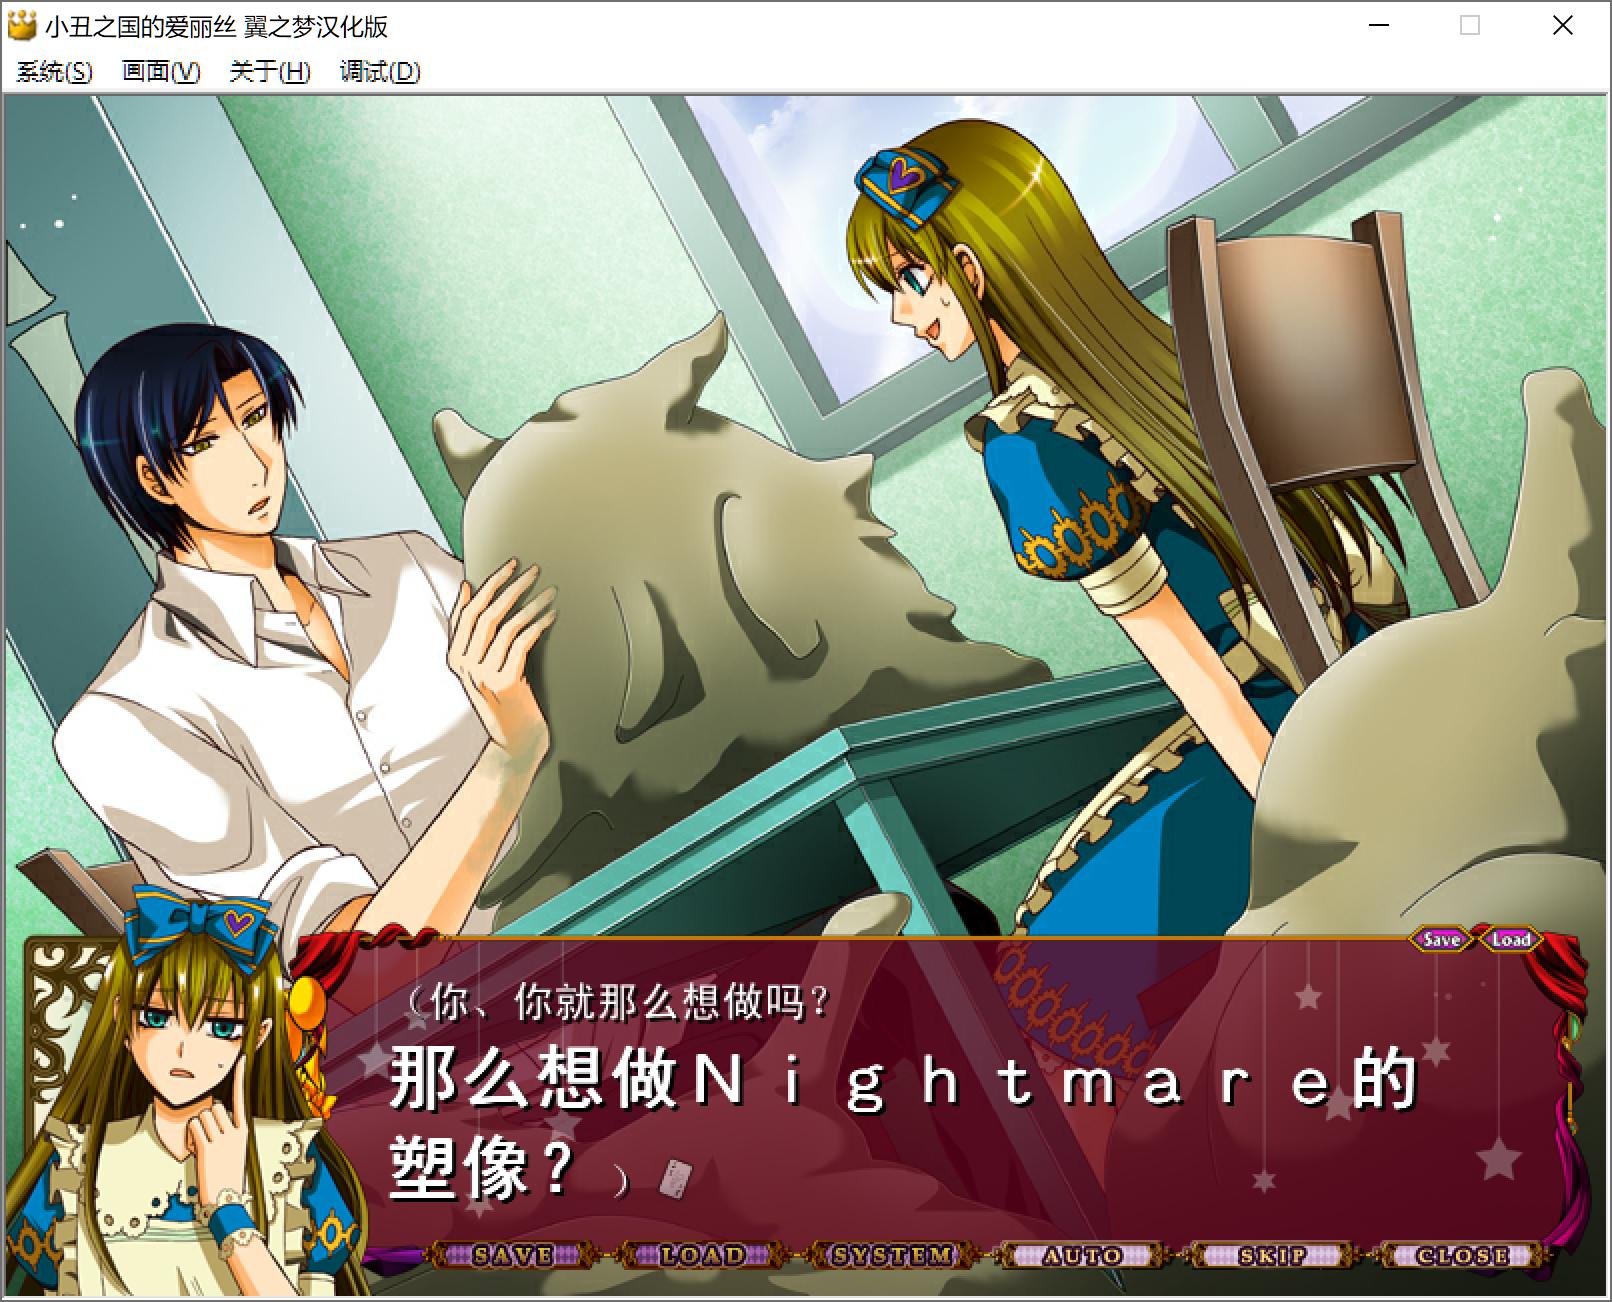 小丑之国的爱丽丝 翼之梦汉化版
系统(S) 画面(V) 关于(H) 调试(D)
Save Load
（你、你就那么想做吗？
那么想做Ｎｉｇｈｔｍａｒｅ的
塑像？）
SAVE LOAD SYSTEM AUTO SKIP CLOSE